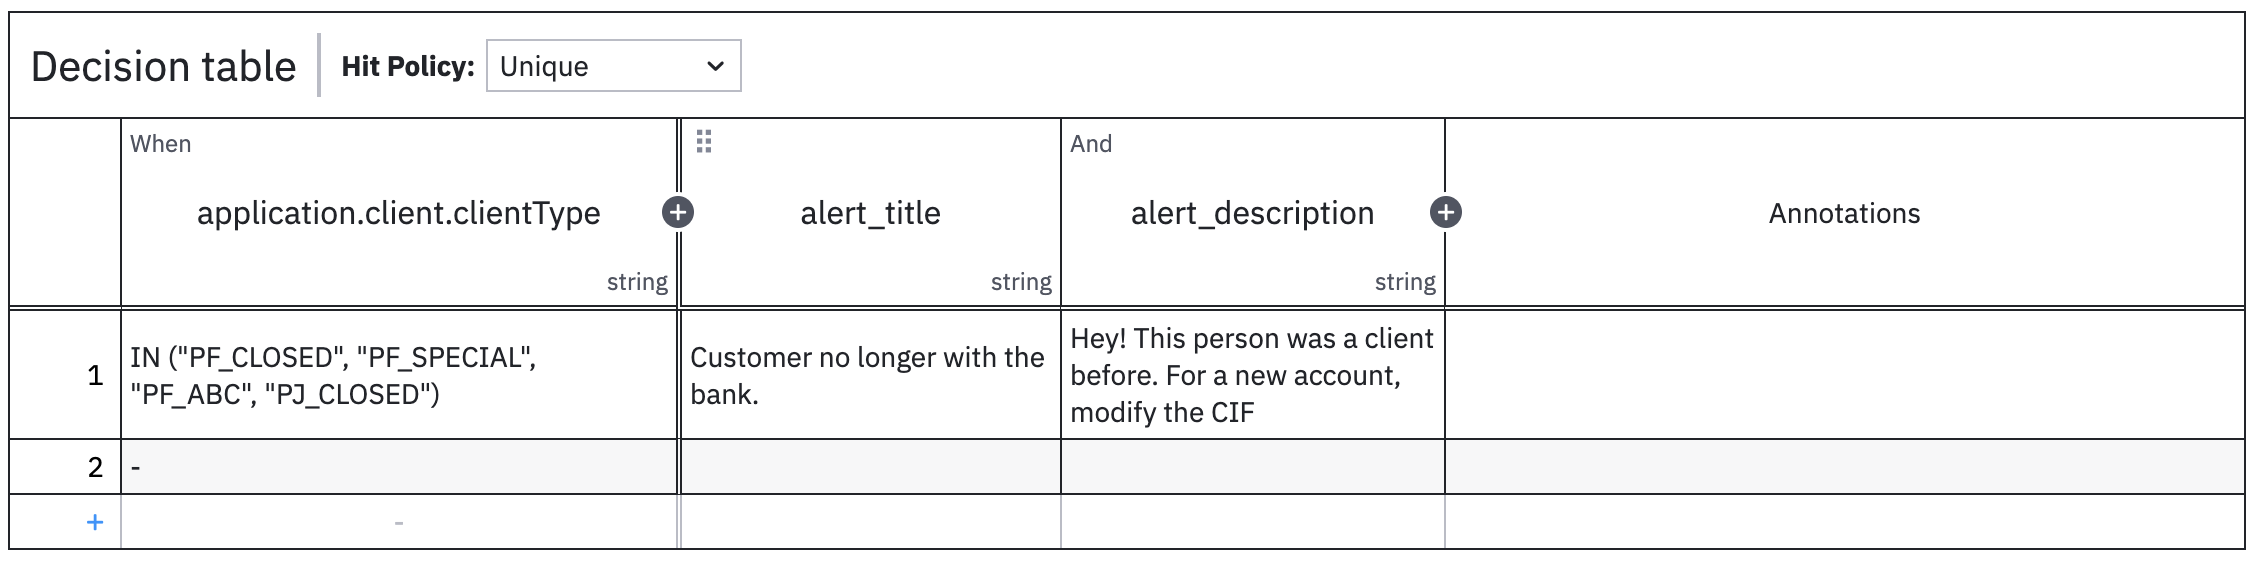 Decision table
Hit Policy: Unique
When
application.client.clientType
string
alert_title
string
And
alert_description
string
Annotations
1
IN ("PF_CLOSED", "PF_SPECIAL",
"PF_ABC", "PJ_CLOSED")
Customer no longer with the
bank.
Hey! This person was a client
before. For a new account,
modify the CIF
2
-
+
-